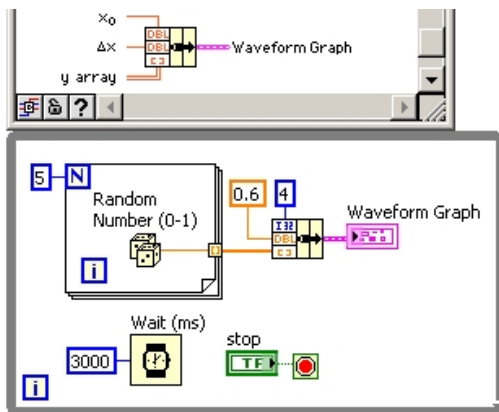 x₀
DBL
Δx
DBL
Waveform Graph
y array
?
5
N
Random
Number (0-1)
i
0.6
4
I32
DBL
Waveform Graph
Wait (ms)
3000
stop
TF
i